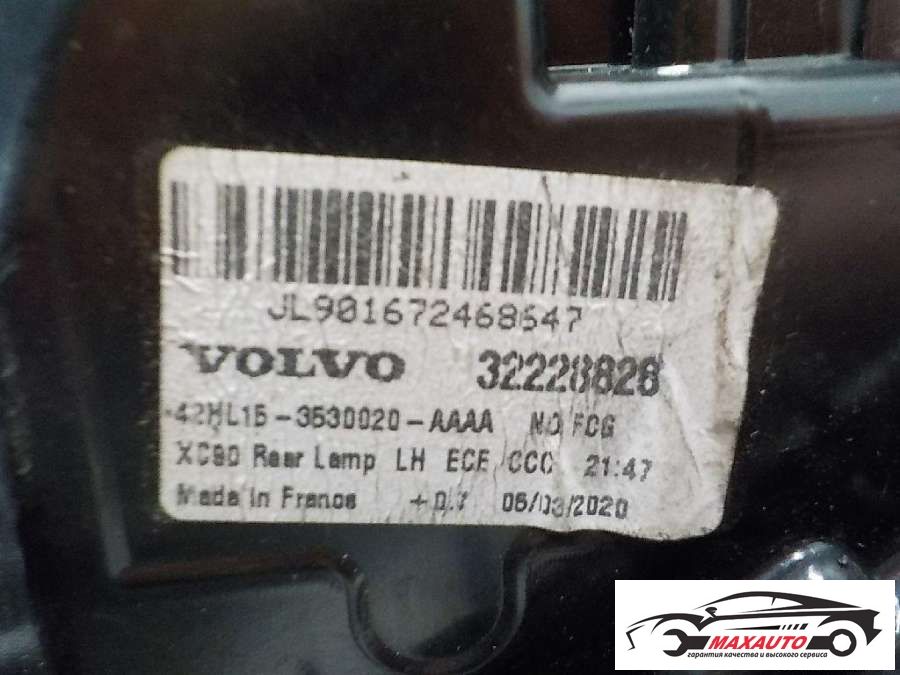 JL901672468647
VOLVO 32228826
42HL15-3530020-AAAA NO FOG
XC90 Rear Lamp LH ECE/CCC 21:47
Made in France 05/03/2020
MAXAUTO
гарантия качества и высокого сервиса